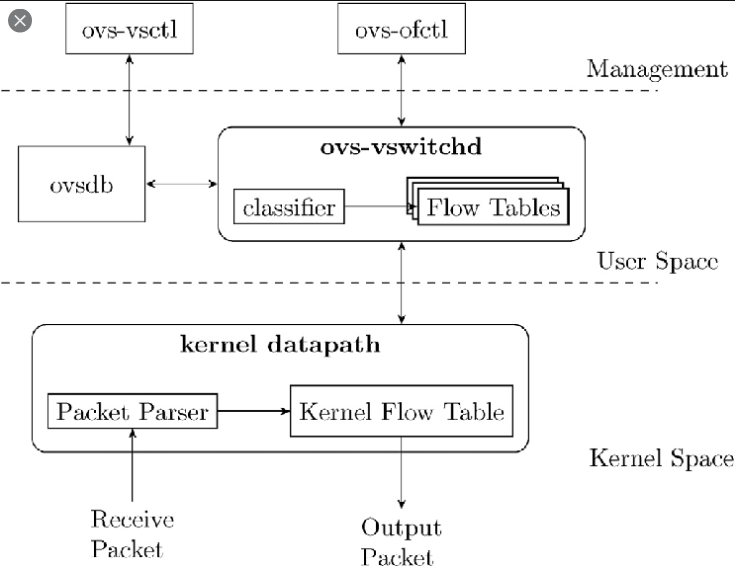 ovs-vsctl
ovs-ofctl
Management
ovs-vswitchd
ovsdb
classifier
Flow Tables
User Space
kernel datapath
Packet Parser
Kernel Flow Table
Kernel Space
Receive
Packet
Output
Packet